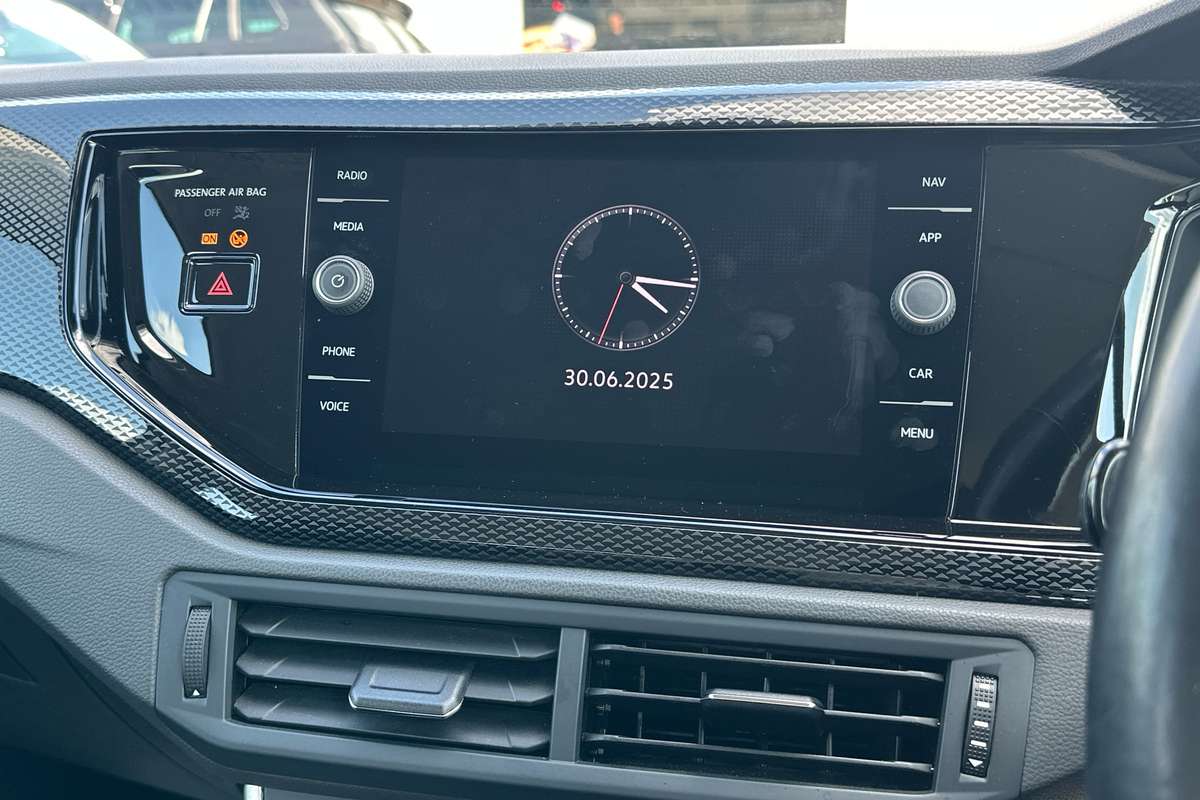 PASSENGER AIR BAG
OFF
ON
RADIO
MEDIA
PHONE
VOICE
30.06.2025
NAV
APP
CAR
MENU